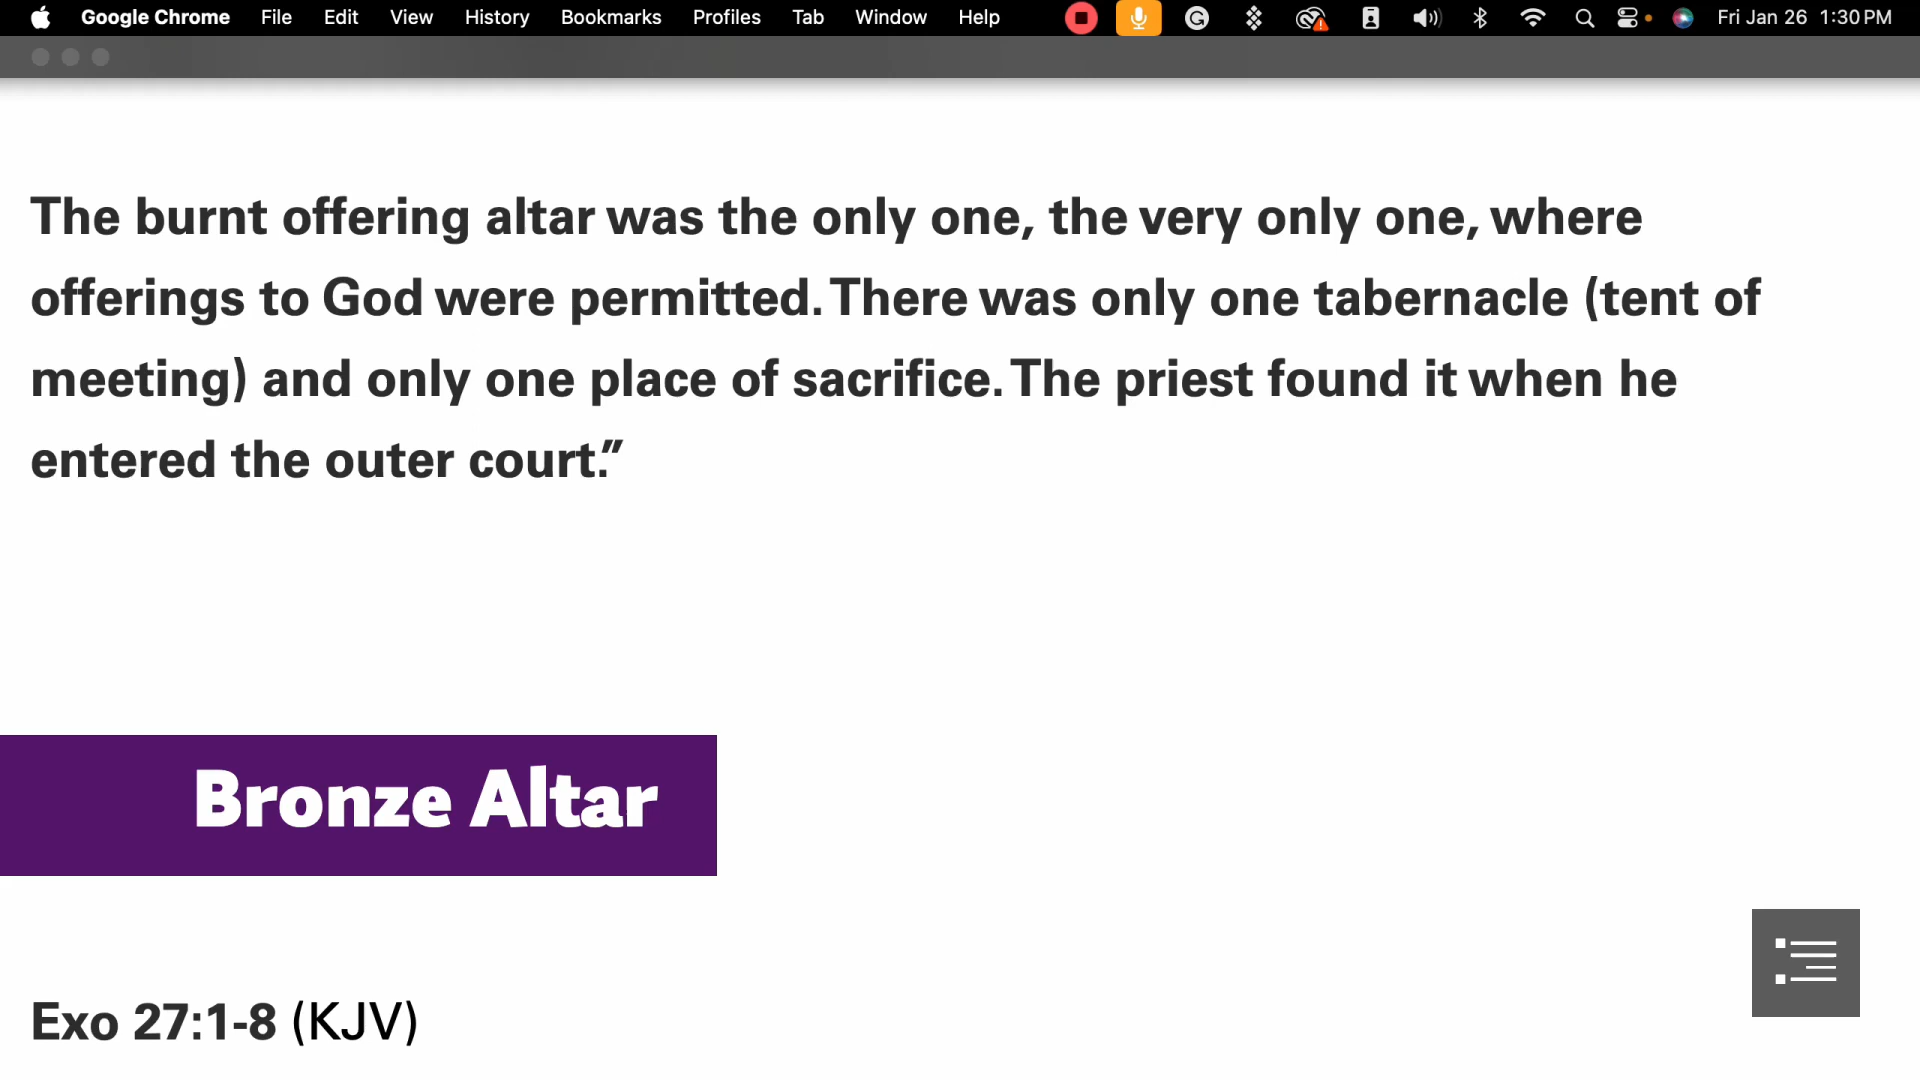 Google Chrome File Edit View History Bookmarks Profiles Tab Window Help Fri Jan 26 1:30 PM
The burnt offering altar was the only one, the very only one, where
offerings to God were permitted. There was only one tabernacle (tent of
meeting) and only one place of sacrifice. The priest found it when he
entered the outer court.”
Bronze Altar
Exo 27:1-8 (KJV)